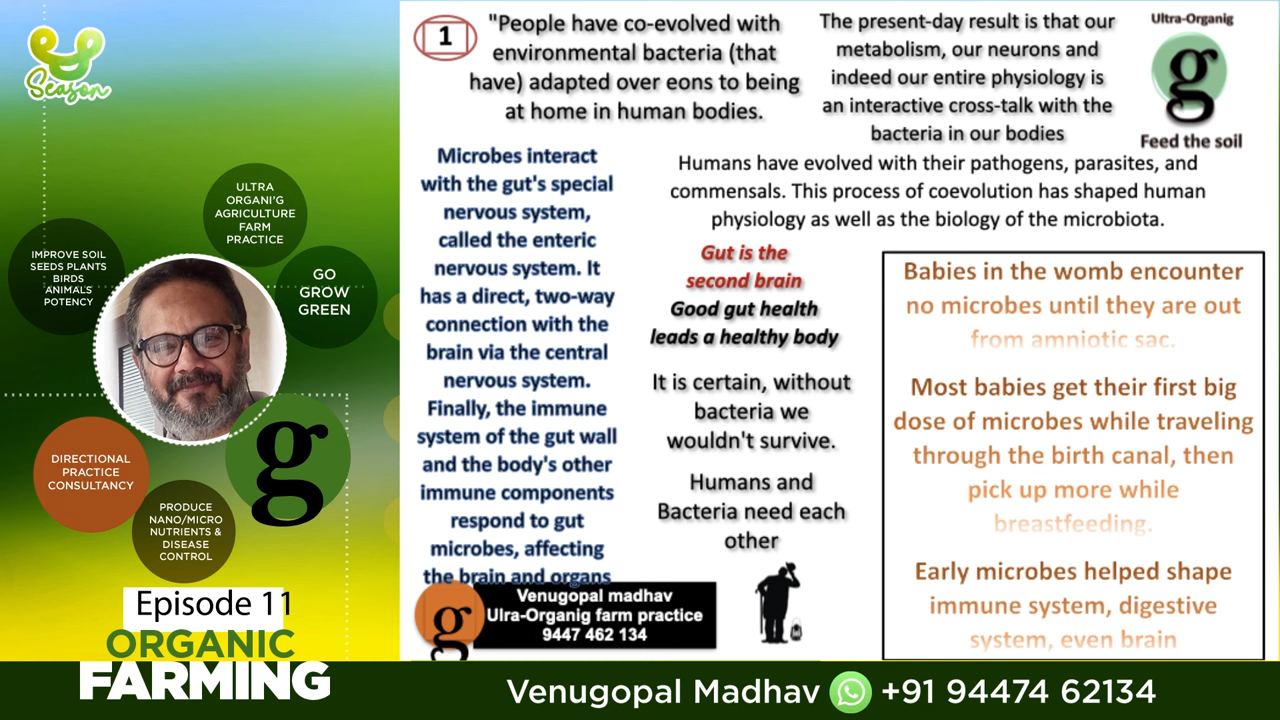 Season
ULTRA
ORGANI'G
AGRICULTURE
FARM
PRACTICE
IMPROVE SOIL
SEEDS PLANTS
BIRDS
ANIMALS
POTENCY
GO
GROW
GREEN
g
DIRECTIONAL
PRACTICE
CONSULTANCY
PRODUCE
NANO/MICRO
NUTRIENTS &
DISEASE
CONTROL
Episode 11
ORGANIC
FARMING
1
"People have co-evolved with
environmental bacteria (that
have) adapted over eons to being
at home in human bodies.
The present-day result is that our
metabolism, our neurons and
indeed our entire physiology is
an interactive cross-talk with the
bacteria in our bodies
Ultra-Organig
g
Feed the soil
Humans have evolved with their pathogens, parasites, and
commensals. This process of coevolution has shaped human
physiology as well as the biology of the microbiota.
Microbes interact
with the gut's special
nervous system,
called the enteric
nervous system. It
has a direct, two-way
connection with the
brain via the central
nervous system.
Finally, the immune
system of the gut wall
and the body's other
immune components
respond to gut
microbes, affecting
the brain and organs
Gut is the
second brain
Good gut health
leads a healthy body
It is certain, without
bacteria we
wouldn't survive.
Humans and
Bacteria need each
other
Babies in the womb encounter
no microbes until they are out
from amniotic sac.
Most babies get their first big
dose of microbes while traveling
through the birth canal, then
pick up more while
breastfeeding.
Early microbes helped shape
immune system, digestive
system, even brain
g
Venugopal madhav
Ulra-Organig farm practice
9447 462 134
Venugopal Madhav +91 94474 62134